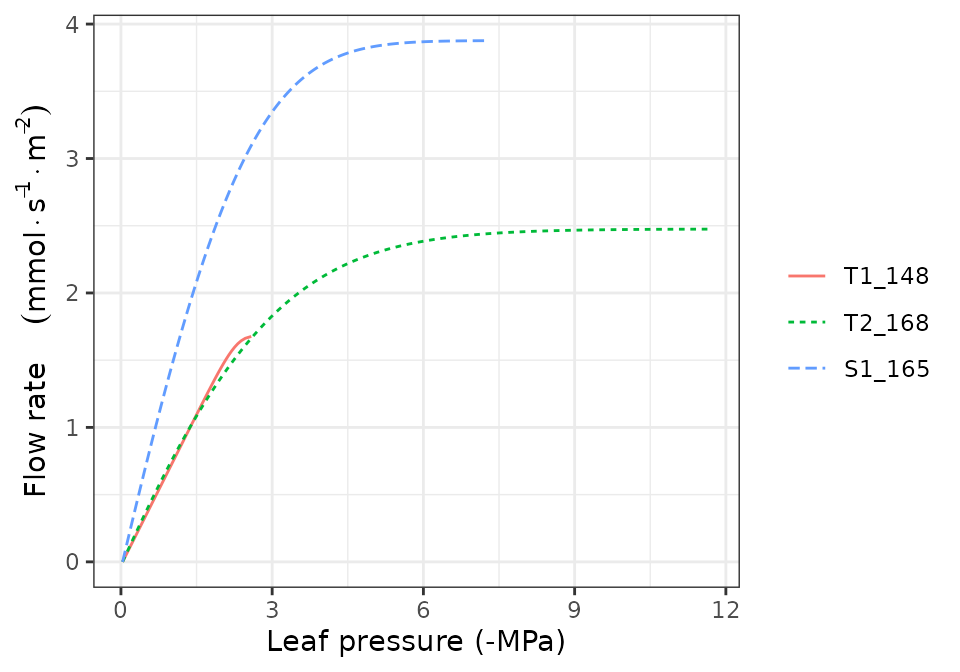 4
3
2
1
0
0 3 6 9 12
Leaf pressure (-MPa)
Flow rate (mmol·s⁻¹·m⁻²)
T1_148
T2_168
S1_165